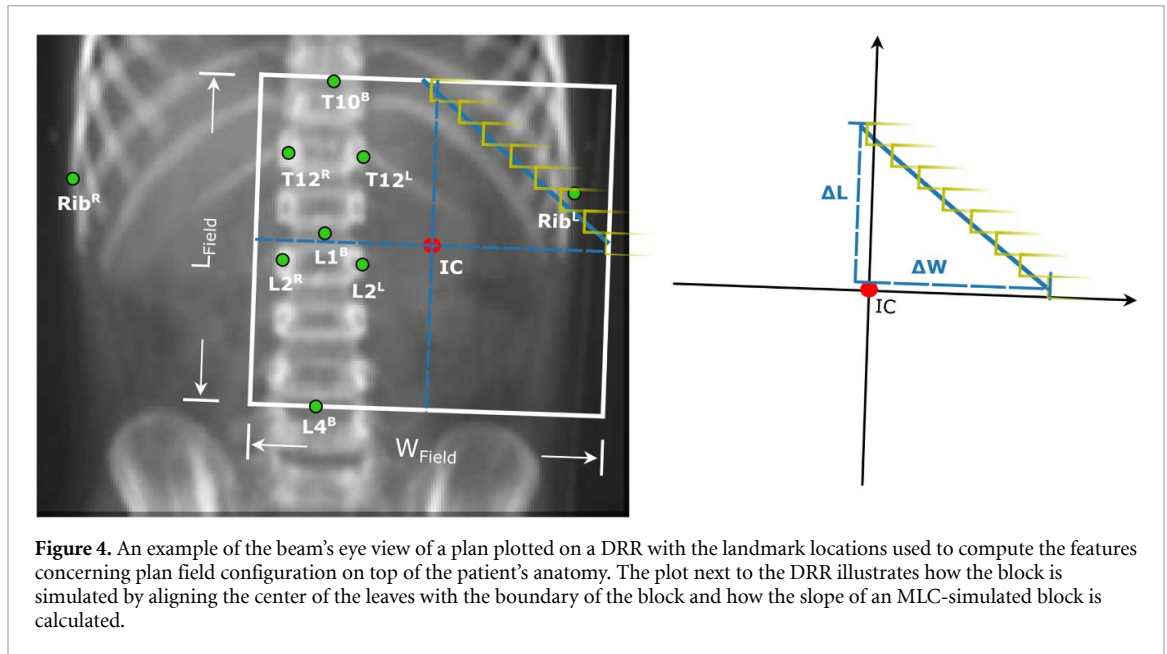 T10ᴮ
T12ᴿ
T12ᴸ
Ribᴿ
Ribᴸ
L_Field
L1ᴮ
IC
L2ᴿ
L2ᴸ
L4ᴮ
W_Field
ΔL
ΔW
IC
Figure 4. An example of the beam's eye view of a plan plotted on a DRR with the landmark locations used to compute the features
concerning plan field configuration on top of the patient's anatomy. The plot next to the DRR illustrates how the block is
simulated by aligning the center of the leaves with the boundary of the block and how the slope of an MLC-simulated block is
calculated.